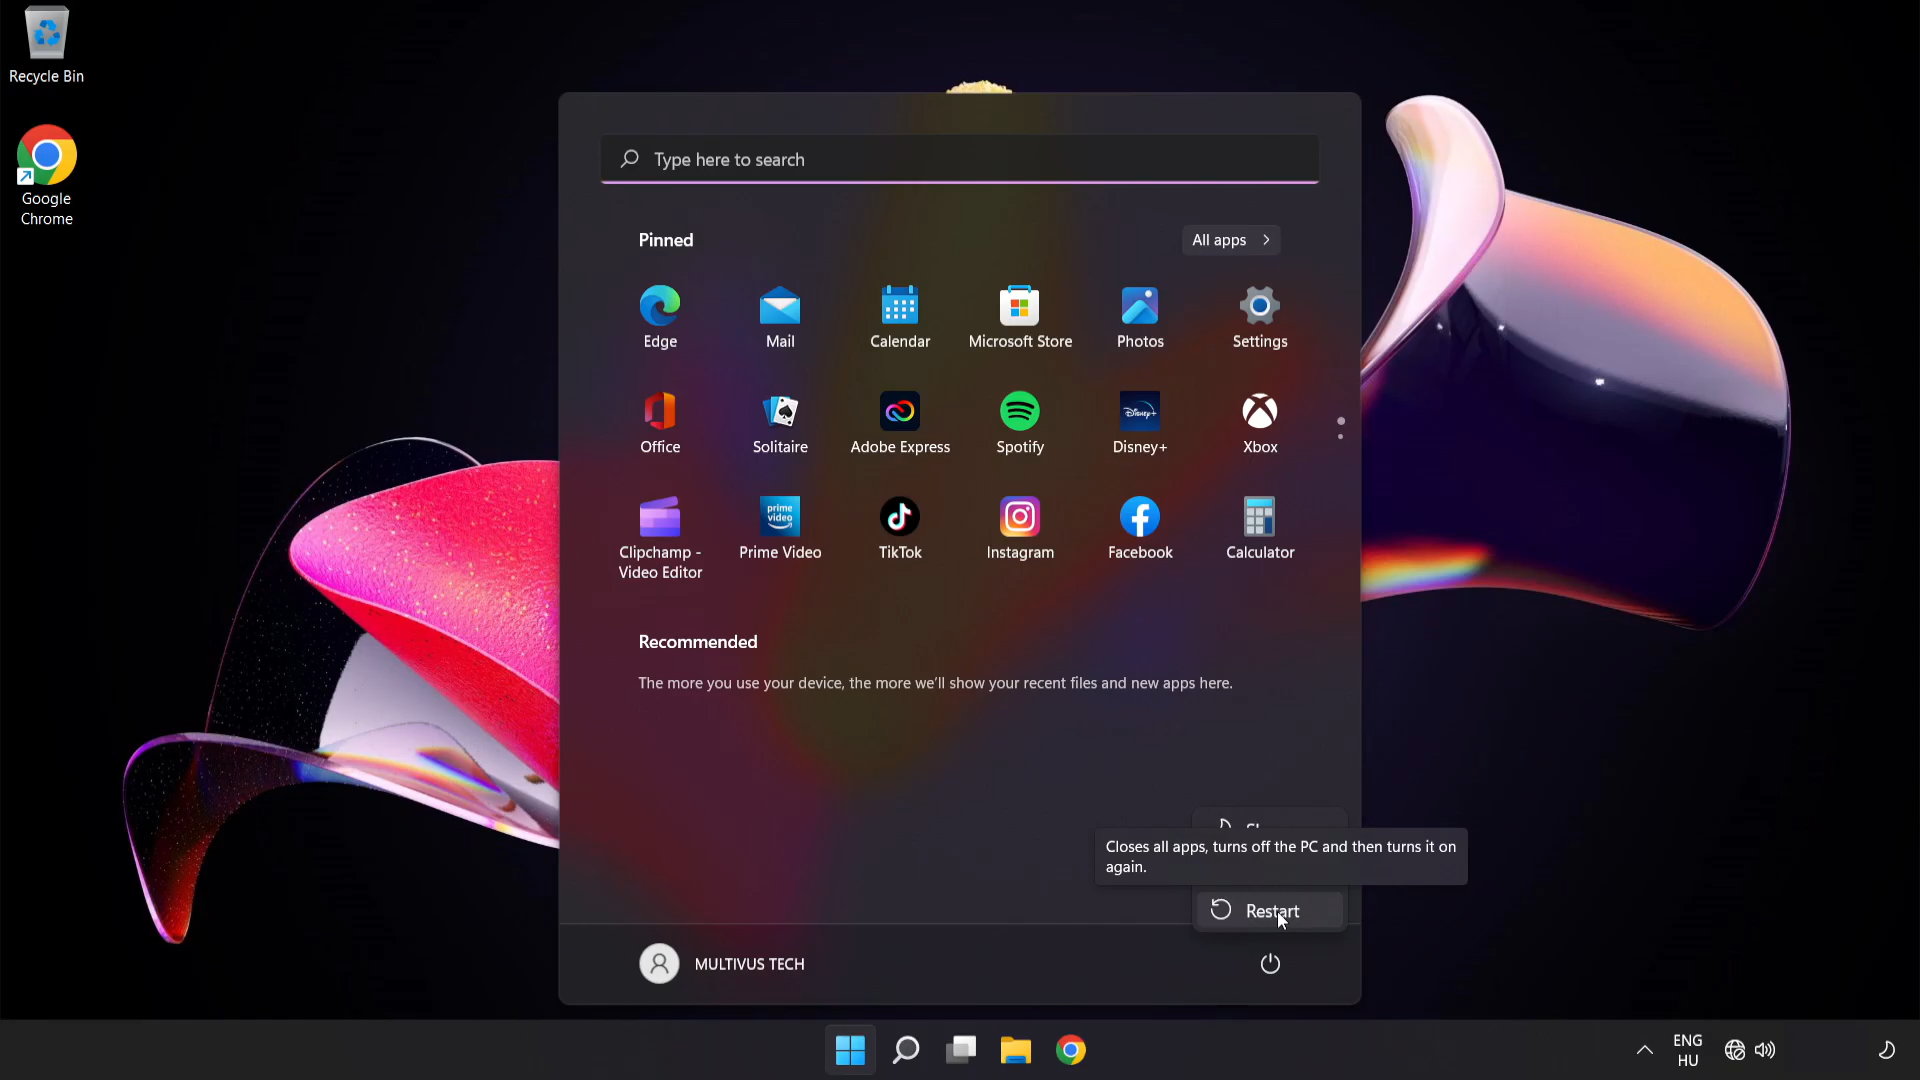 Recycle Bin
Google
Chrome
Type here to search
Pinned
All apps
Edge
Mail
Calendar
Microsoft Store
Photos
Settings
Office
Solitaire
Adobe Express
Spotify
Disney+
Disney+
Xbox
prime
video
Clipchamp -
Video Editor
Prime Video
TikTok
Instagram
Facebook
Calculator
Recommended
The more you use your device, the more we'll show your recent files and new apps here.
Closes all apps, turns off the PC and then turns it on
again.
Restart
MULTIVUS TECH
ENG
HU